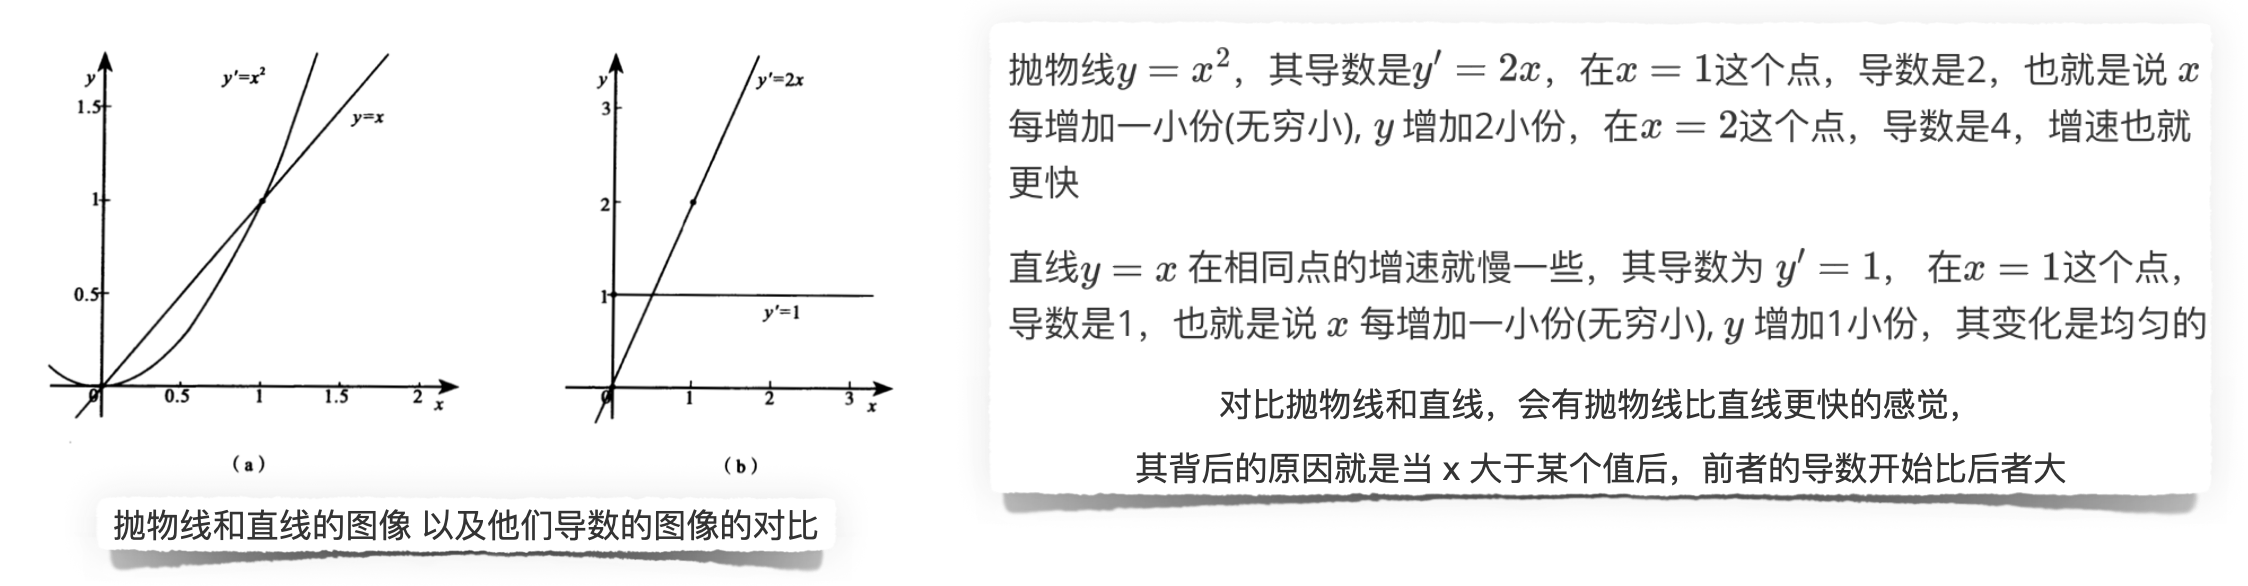 y
1.5
1
0.5
0
0.5
1
1.5
2
x
y'=x²
y=x
(a)
y
3
2
1
0
1
2
3
x
y'=2x
y'=1
(b)
抛物线和直线的图像 以及他们导数的图像的对比
抛物线y = x²，其导数是y′ = 2x，在x = 1这个点，导数是2，也就是说 x
每增加一小份(无穷小), y 增加2小份，在x = 2这个点，导数是4，增速也就
更快
直线y = x 在相同点的增速就慢一些，其导数为 y′ = 1， 在x = 1这个点，
导数是1，也就是说 x 每增加一小份(无穷小), y 增加1小份，其变化是均匀的
对比抛物线和直线，会有抛物线比直线更快的感觉，
其背后的原因就是当 x 大于某个值后，前者的导数开始比后者大